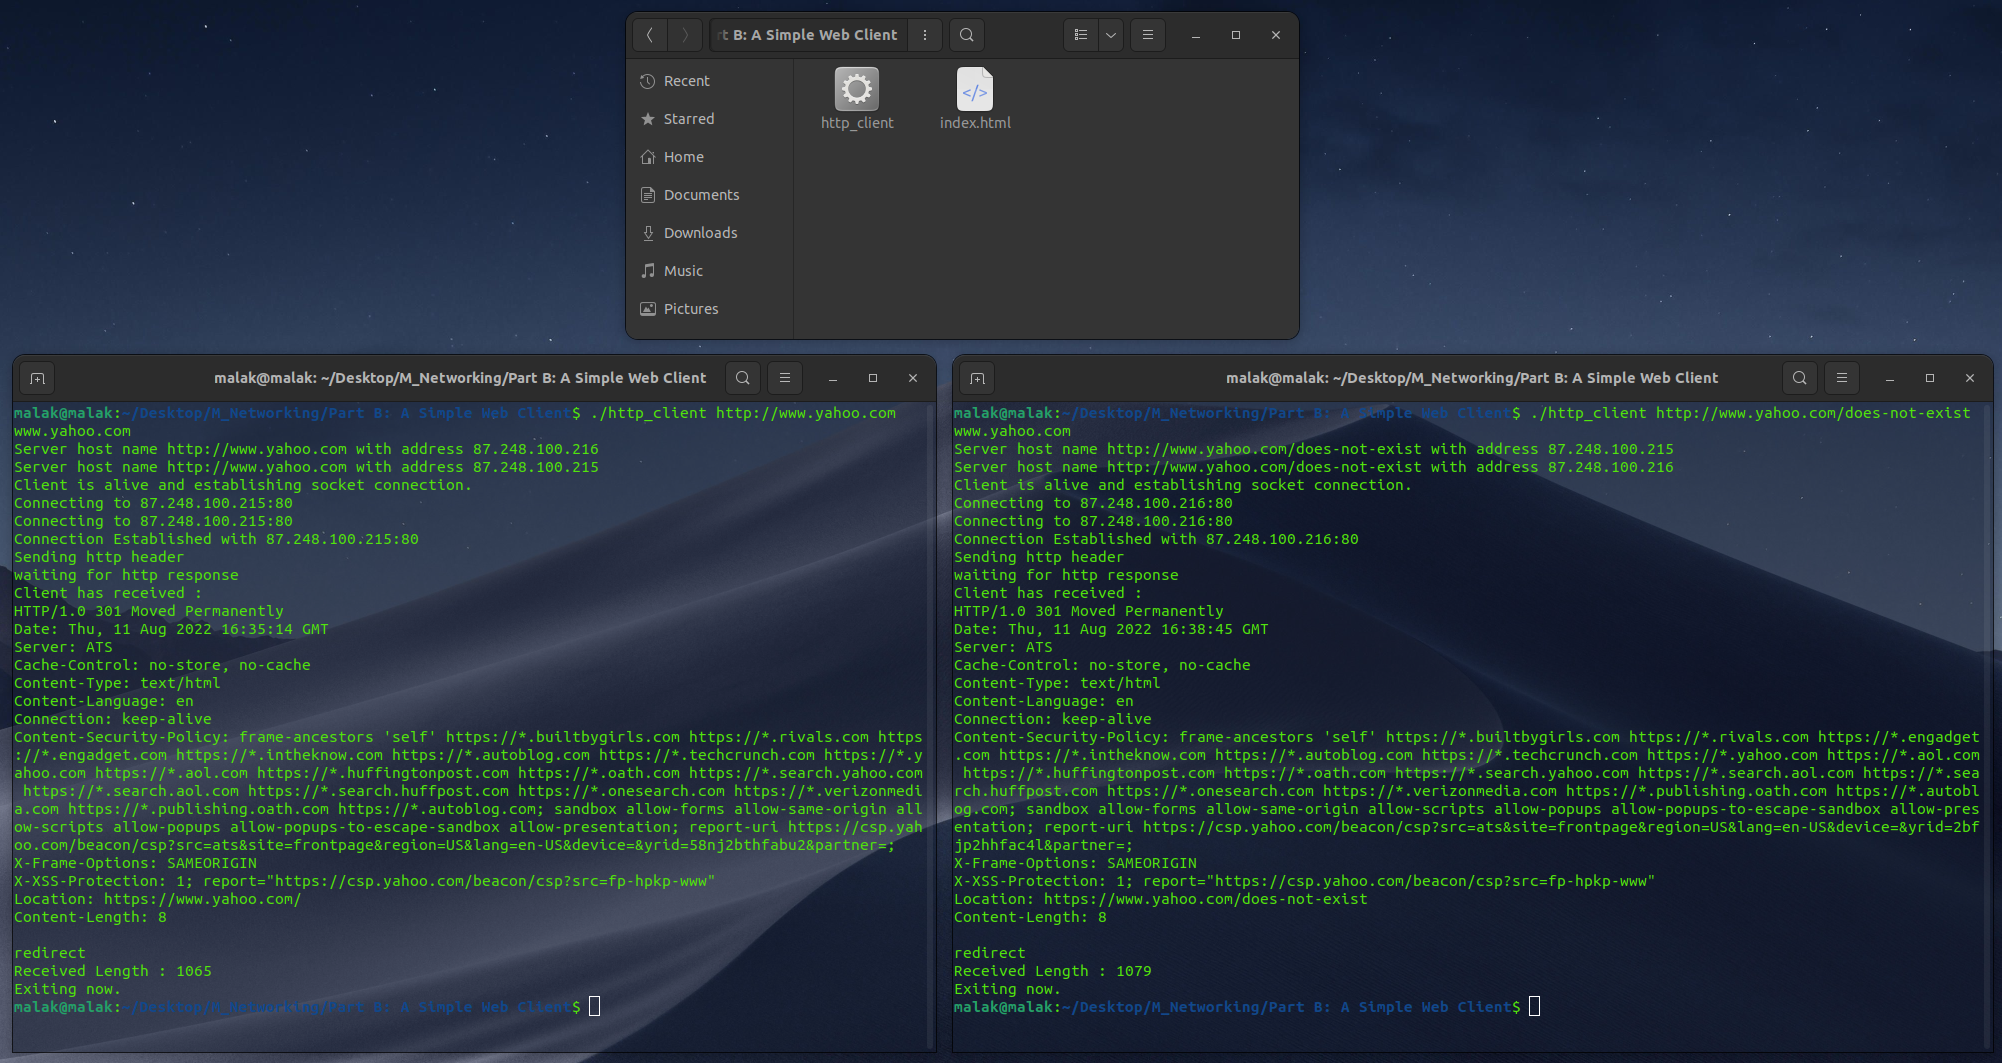 rt B: A Simple Web Client
Recent
Starred
Home
Documents
Downloads
Music
Pictures
http_client
index.html
malak@malak: ~/Desktop/M_Networking/Part B: A Simple Web Client
malak@malak:~/Desktop/M_Networking/Part B: A Simple Web Client$ ./http_client http://www.yahoo.com
www.yahoo.com
Server host name http://www.yahoo.com with address 87.248.100.216
Server host name http://www.yahoo.com with address 87.248.100.215
Client is alive and establishing socket connection.
Connecting to 87.248.100.215:80
Connecting to 87.248.100.215:80
Connection Established with 87.248.100.215:80
Sending http header
waiting for http response
Client has received :
HTTP/1.0 301 Moved Permanently
Date: Thu, 11 Aug 2022 16:35:14 GMT
Server: ATS
Cache-Control: no-store, no-cache
Content-Type: text/html
Content-Language: en
Connection: keep-alive
Content-Security-Policy: frame-ancestors 'self' https://*.builtbygirls.com https://*.rivals.com https
://*.engadget.com https://*.intheknow.com https://*.autoblog.com https://*.techcrunch.com https://*.y
ahoo.com https://*.aol.com https://*.huffingtonpost.com https://*.oath.com https://*.search.yahoo.com
 https://*.search.aol.com https://*.search.huffpost.com https://*.onesearch.com https://*.verizonmedi
a.com https://*.publishing.oath.com https://*.autoblog.com; sandbox allow-forms allow-same-origin all
ow-scripts allow-popups allow-popups-to-escape-sandbox allow-presentation; report-uri https://csp.yah
oo.com/beacon/csp?src=ats&site=frontpage&region=US&lang=en-US&device=&yrid=58nj2bthfabu2&partner=;
X-Frame-Options: SAMEORIGIN
X-XSS-Protection: 1; report="https://csp.yahoo.com/beacon/csp?src=fp-hpkp-www"
Location: https://www.yahoo.com/
Content-Length: 8
redirect
Received Length : 1065
Exiting now.
malak@malak:~/Desktop/M_Networking/Part B: A Simple Web Client$
malak@malak: ~/Desktop/M_Networking/Part B: A Simple Web Client
malak@malak:~/Desktop/M_Networking/Part B: A Simple Web Client$ ./http_client http://www.yahoo.com/does-not-exist
www.yahoo.com
Server host name http://www.yahoo.com/does-not-exist with address 87.248.100.215
Server host name http://www.yahoo.com/does-not-exist with address 87.248.100.216
Client is alive and establishing socket connection.
Connecting to 87.248.100.216:80
Connecting to 87.248.100.216:80
Connection Established with 87.248.100.216:80
Sending http header
waiting for http response
Client has received :
HTTP/1.0 301 Moved Permanently
Date: Thu, 11 Aug 2022 16:38:45 GMT
Server: ATS
Cache-Control: no-store, no-cache
Content-Type: text/html
Content-Language: en
Connection: keep-alive
Content-Security-Policy: frame-ancestors 'self' https://*.builtbygirls.com https://*.rivals.com https://*.engadget
.com https://*.intheknow.com https://*.autoblog.com https://*.techcrunch.com https://*.yahoo.com https://*.aol.com
 https://*.huffingtonpost.com https://*.oath.com https://*.search.yahoo.com https://*.search.aol.com https://*.sea
rch.huffpost.com https://*.onesearch.com https://*.verizonmedia.com https://*.publishing.oath.com https://*.autobl
og.com; sandbox allow-forms allow-same-origin allow-scripts allow-popups allow-popups-to-escape-sandbox allow-pres
entation; report-uri https://csp.yahoo.com/beacon/csp?src=ats&site=frontpage&region=US&lang=en-US&device=&yrid=2bf
jp2hhfac4l&partner=;
X-Frame-Options: SAMEORIGIN
X-XSS-Protection: 1; report="https://csp.yahoo.com/beacon/csp?src=fp-hpkp-www"
Location: https://www.yahoo.com/does-not-exist
Content-Length: 8
redirect
Received Length : 1079
Exiting now.
malak@malak:~/Desktop/M_Networking/Part B: A Simple Web Client$